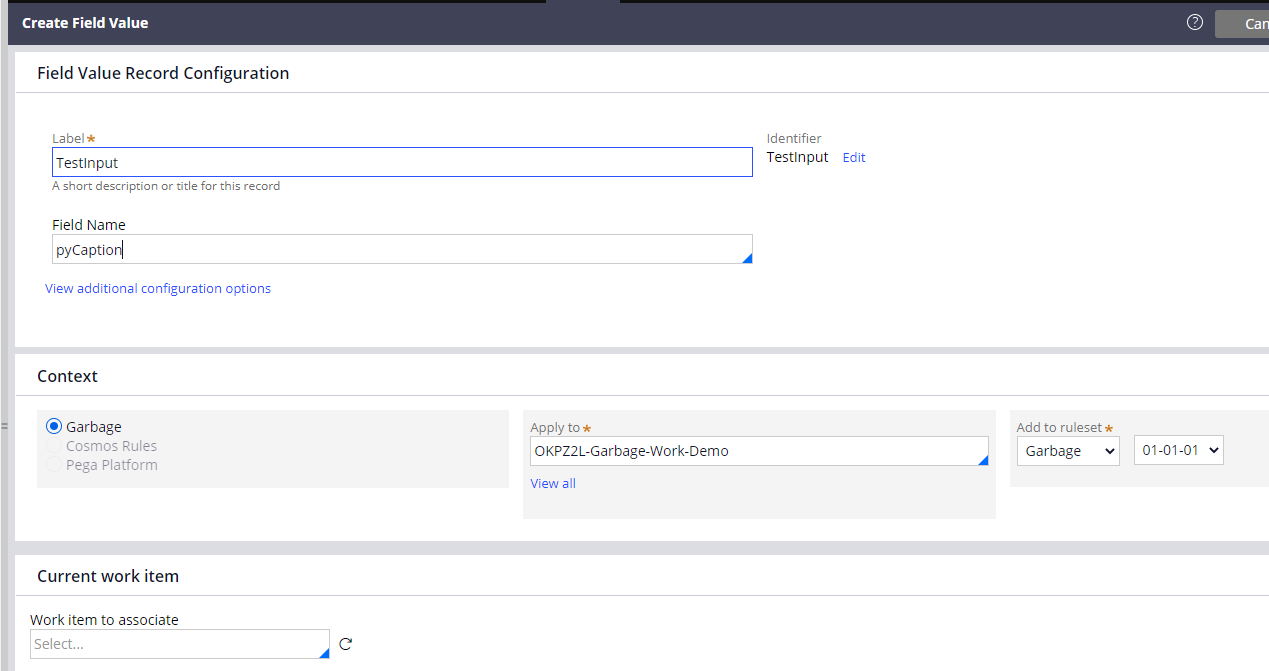 Create Field Value
Can
Field Value Record Configuration
Label*
Identifier
TestInput
TestInput Edit
A short description or title for this record
Field Name
pyCaption
View additional configuration options
Context
Garbage
Cosmos Rules
Pega Platform
Apply to*
OKPZ2L-Garbage-Work-Demo
View all
Add to ruleset*
Garbage
01-01-01
Current work item
Work item to associate
Select...